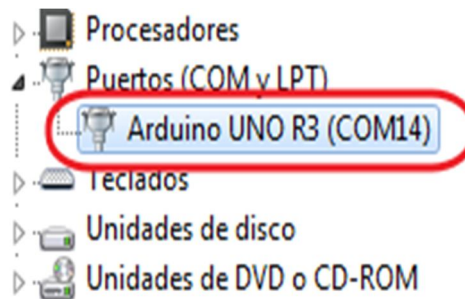 Procesadores
Puertos (COM y LPT)
Arduino UNO R3 (COM14)
Teclados
Unidades de disco
Unidades de DVD o CD-ROM